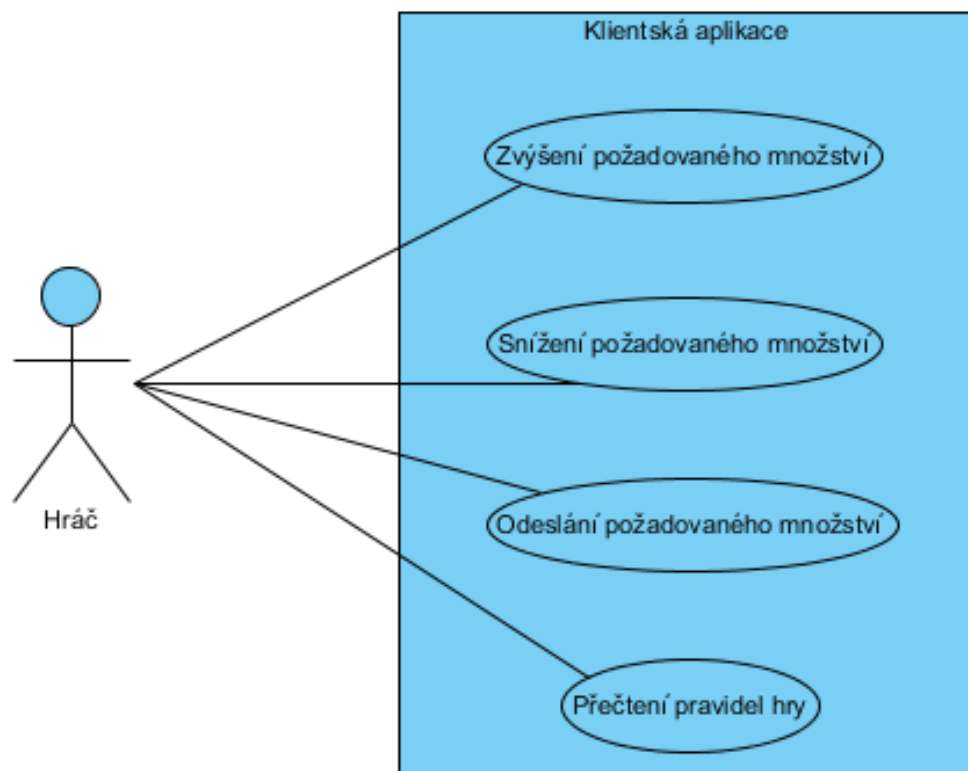 Klientská aplikace
Zvýšení požadovaného množství
Snížení požadovaného množství
Odeslání požadovaného množství
Hráč
Přečtení pravidel hry